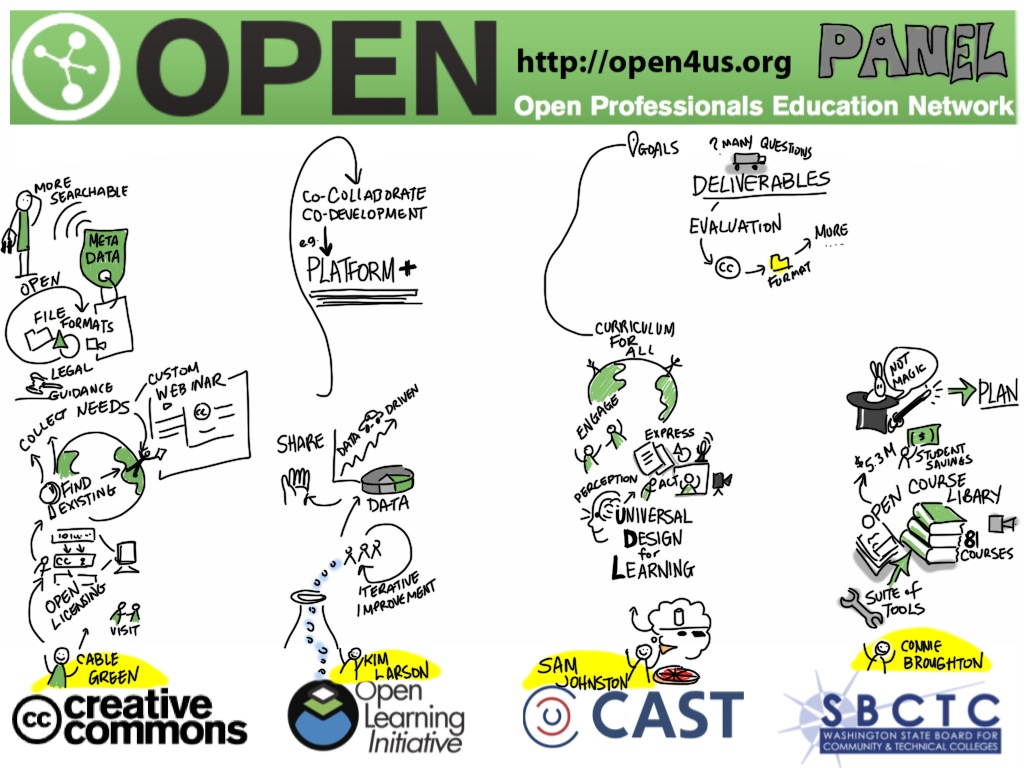 OPEN
http://open4us.org
PANEL
Open Professionals Education Network
MORE
SEARCHABLE
META
DATA
OPEN
FILE
FORMATS
LEGAL
GUIDANCE
COLLECT NEEDS
CUSTOM
WEBINAR
CC
FIND
EXISTING
CC
OPEN
LICENSING
VISIT
CABLE
GREEN
cc
creative
commons
CO-COLLABORATE
CO-DEVELOPMENT
e.g.
PLATFORM +
SHARE
DATA
DRIVEN
DATA
ITERATIVE
IMPROVEMENT
KIM
LARSON
Open
Learning
Initiative
GOALS
? MANY QUESTIONS
DELIVERABLES
EVALUATION
CC
FORMAT
MORE
....
CURRICULUM
FOR
ALL
ENGAGE
EXPRESS
ACT
PERCEPTION
UNIVERSAL
DESIGN
for
LEARNING
SAM
JOHNSTON
CAST
NOT
MAGIC
PLAN
$
$5.3M
STUDENT
SAVINGS
OPEN COURSE
LIBARY
81
COURSES
SUITE of
TOOLS
CONNIE
BROUGHTON
SBCTC
WASHINGTON STATE BOARD FOR
COMMUNITY & TECHNICAL COLLEGES